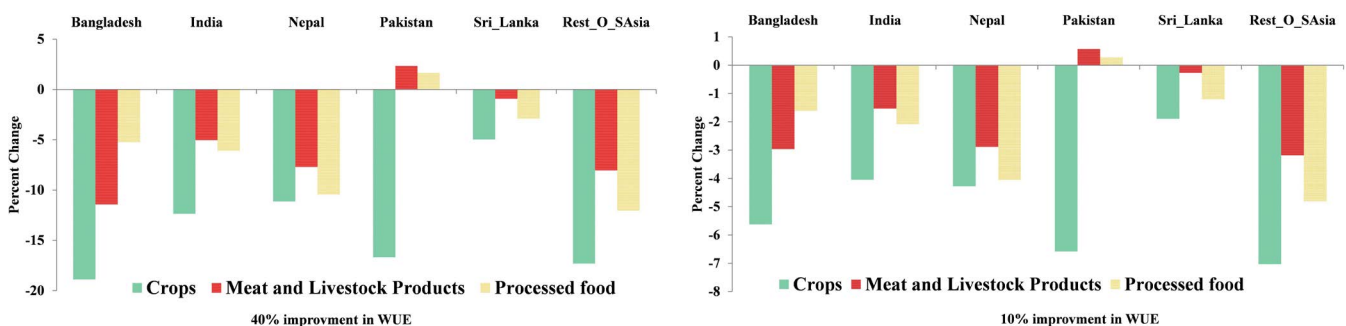 Bangladesh India Nepal Pakistan Sri_Lanka Rest_O_SAsia
5
0
-5
-10
-15
-20
Percent Change
Crops Meat and Livestock Products Processed food
40% improvment in WUE
Bangladesh India Nepal Pakistan Sri_Lanka Rest_O_SAsia
1
0
-1
-2
-3
-4
-5
-6
-7
-8
Percent Change
Crops Meat and Livestock Products Processed food
10% improvment in WUE